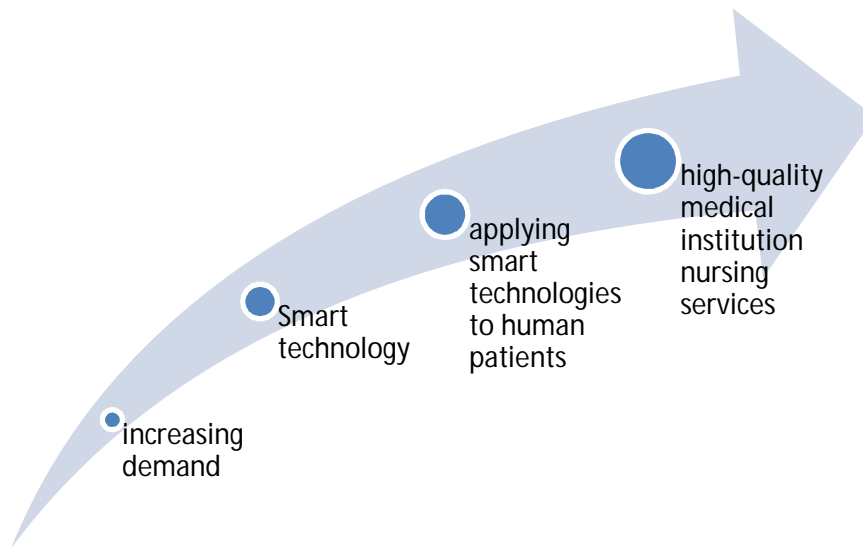 increasing
demand
Smart
technology
applying
smart
technologies
to human
patients
high-quality
medical
institution
nursing
services